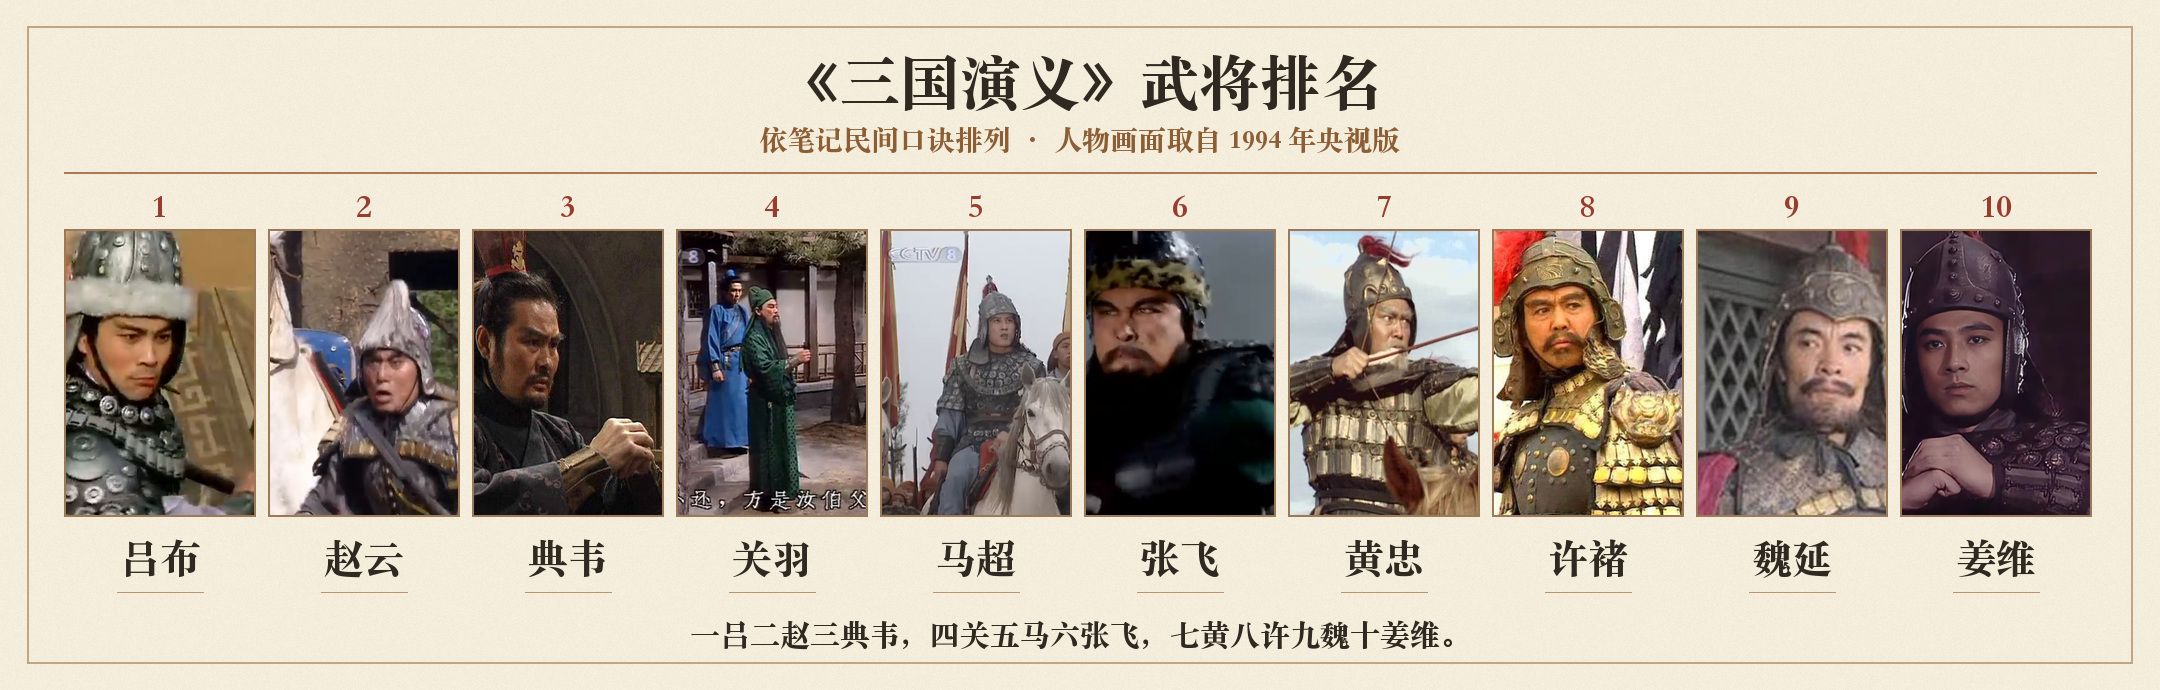 《三国演义》武将排名
依笔记民间口诀排列 · 人物画面取自 1994 年央视版
1 2 3 4 5 6 7 8 9 10
8
CCTV 8
还，方是汝伯父
吕布 赵云 典韦 关羽 马超 张飞 黄忠 许褚 魏延 姜维
一吕二赵三典韦，四关五马六张飞，七黄八许九魏十姜维。